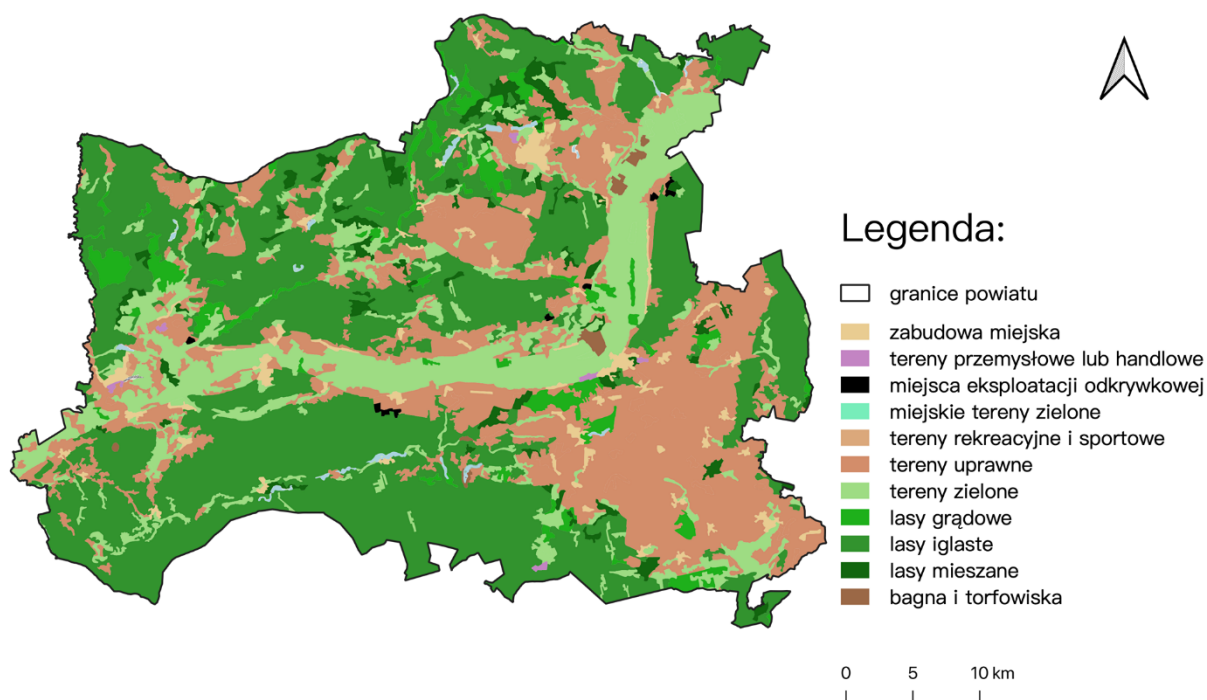 Legenda:
granice powiatu
zabudowa miejska
tereny przemysłowe lub handlowe
miejsca eksploatacji odkrywkowej
miejskie tereny zielone
tereny rekreacyjne i sportowe
tereny uprawne
tereny zielone
lasy grądowe
lasy iglaste
lasy mieszane
bagna i torfowiska
0 5 10 km